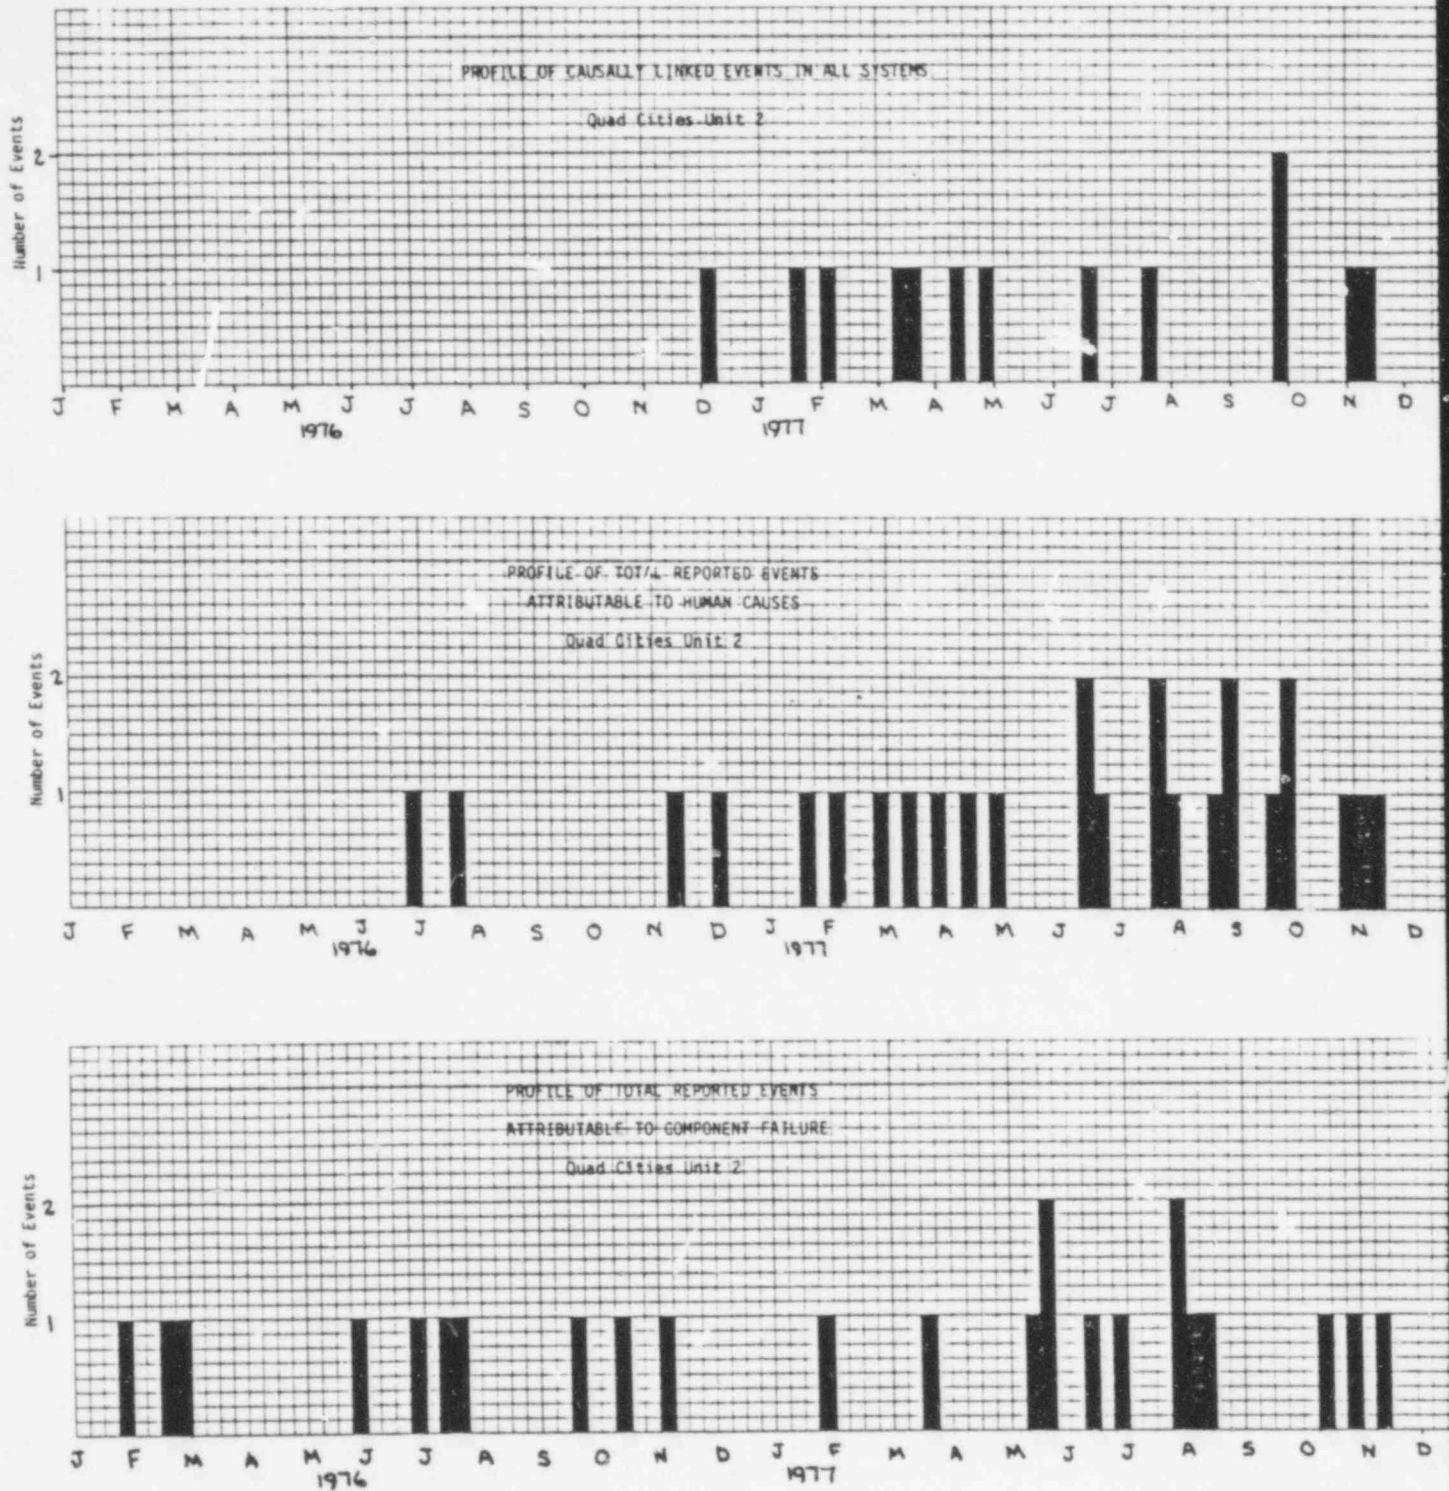 PROFILE OF CAUSALLY LINKED EVENTS IN ALL SYSTEMS
Quad Cities Unit 2
Number of Events
2
1
J F M A M J J A S O N D J F M A M J J A S O N D
1976 1977
PROFILE OF TOTAL REPORTED EVENTS
ATTRIBUTABLE TO HUMAN CAUSES
Quad Cities Unit 2
Number of Events
2
1
J F M A M J J A S O N D J F M A M J J A S O N D
1976 1977
PROFILE OF TOTAL REPORTED EVENTS
ATTRIBUTABLE TO COMPONENT FAILURE
Quad Cities Unit 2
Number of Events
2
1
J F M A M J J A S O N D J F M A M J J A S O N D
1976 1977